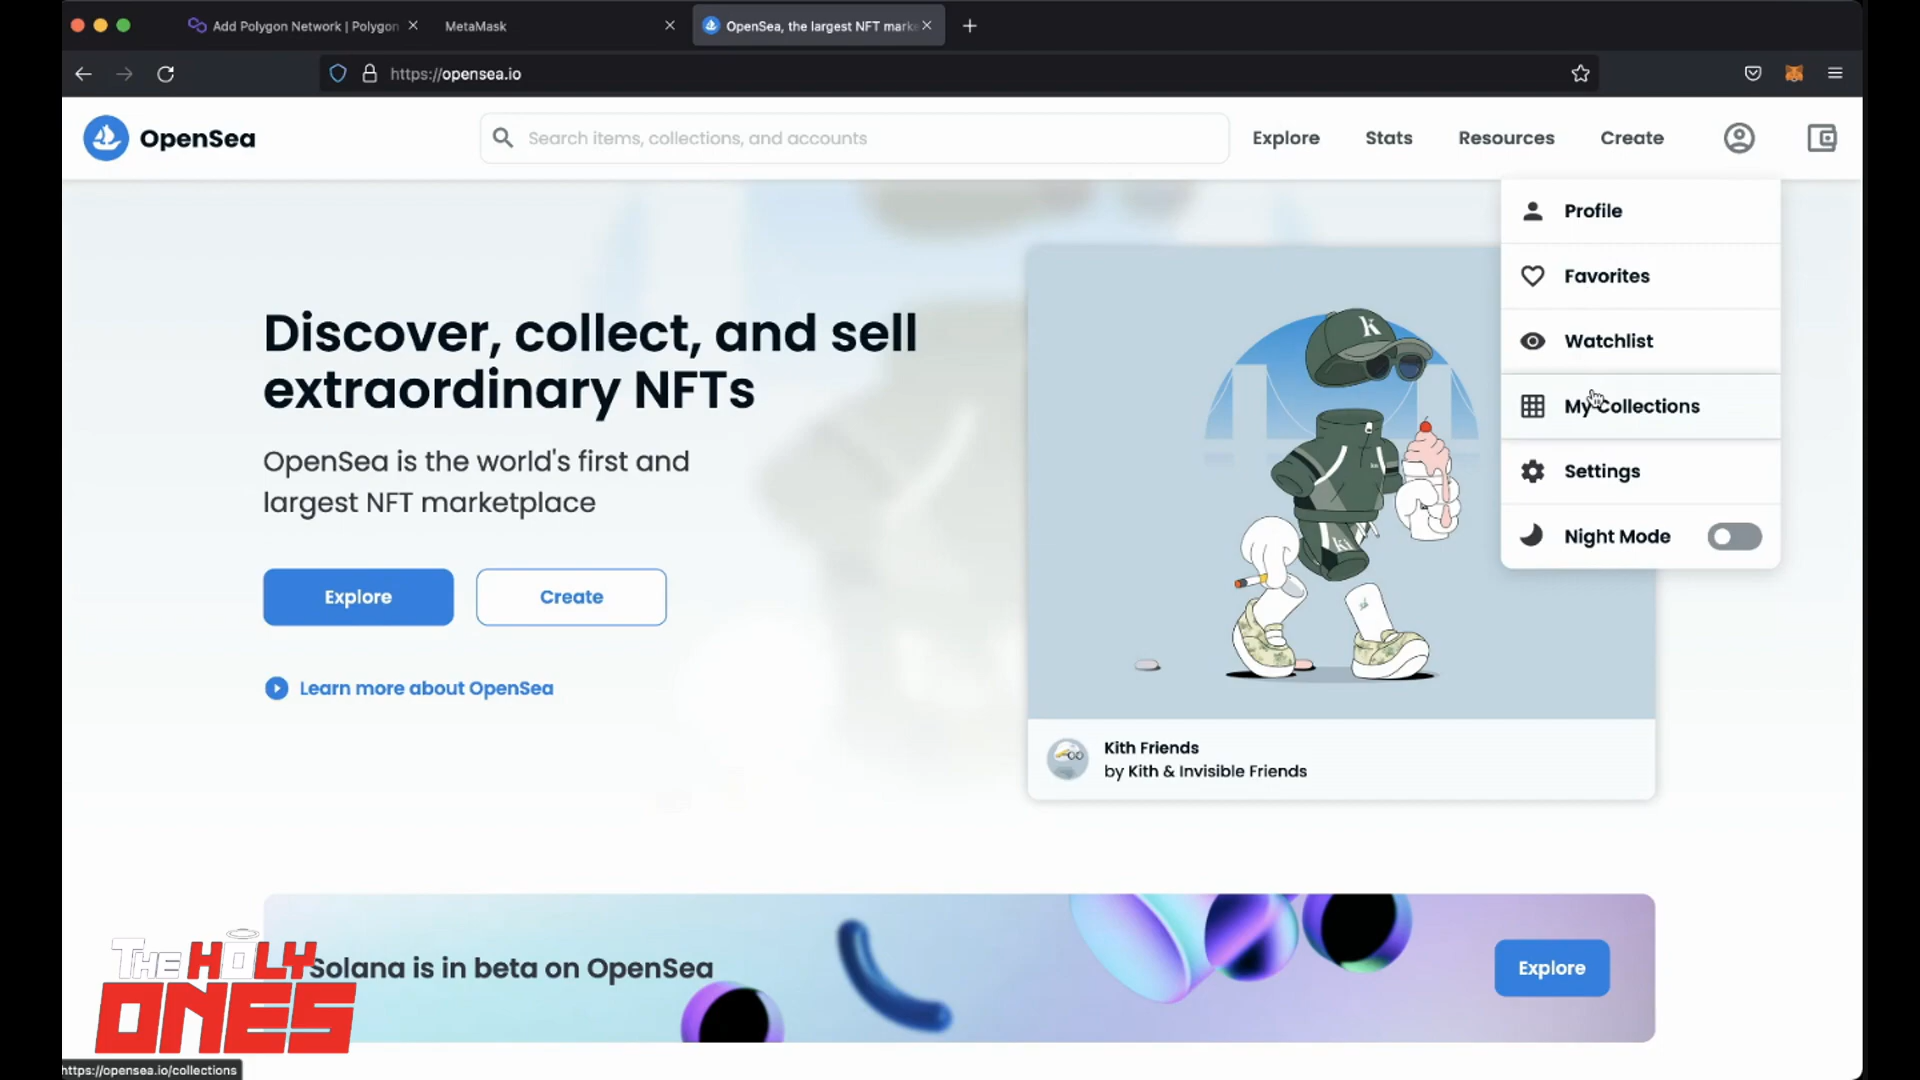 Add Polygon Network | Polygon
MetaMask
OpenSea, the largest NFT mark
https://opensea.io
OpenSea
Search items, collections, and accounts
Explore
Stats
Resources
Create
Profile
Favorites
Watchlist
My Collections
Settings
Night Mode
Discover, collect, and sell
extraordinary NFTs
OpenSea is the world's first and
largest NFT marketplace
Explore
Create
Learn more about OpenSea
k
ki
Kith Friends
by Kith & Invisible Friends
Solana is in beta on OpenSea
Explore
THE HOLY
ONES
https://opensea.io/collections